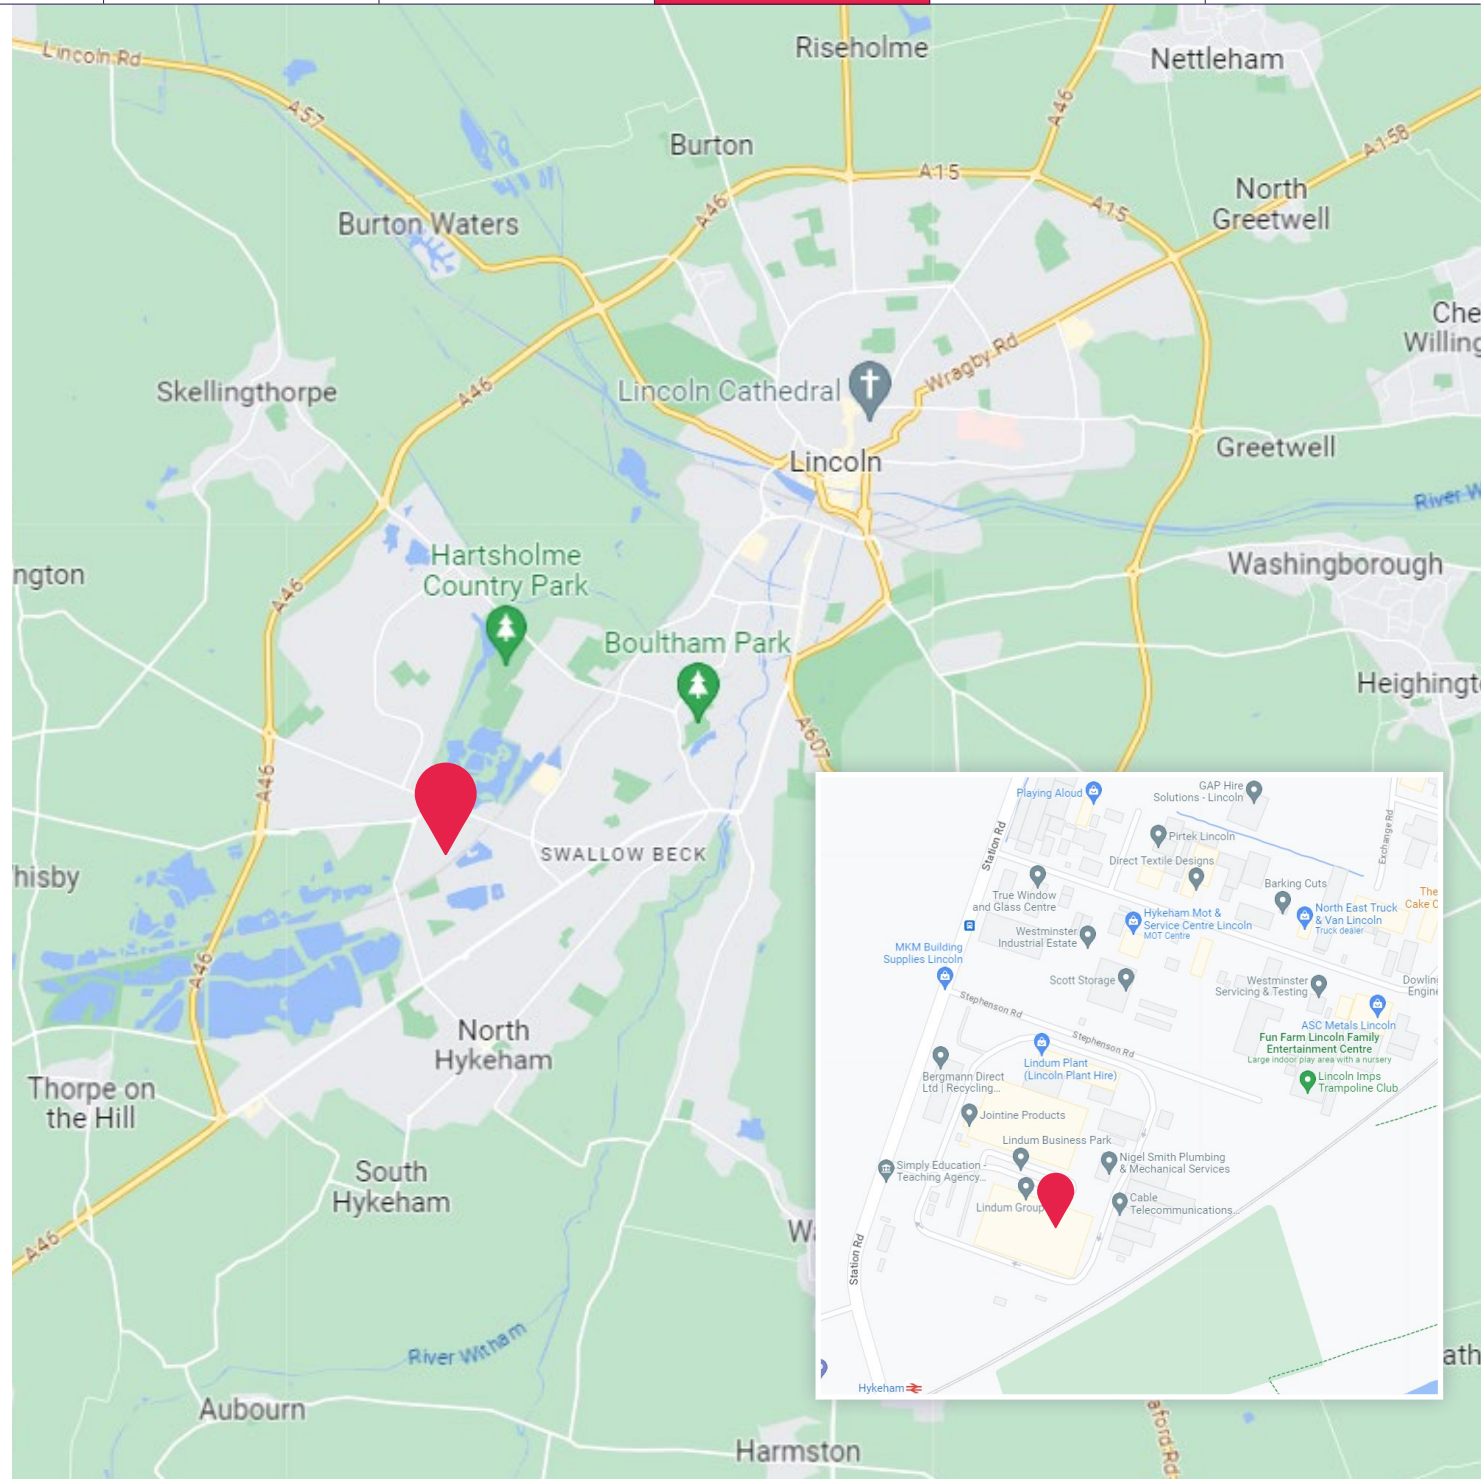 Lincoln Rd
A57
Riseholme
Nettleham
A46
Burton
A158
A15
North
Greetwell
A46
A15
Burton Waters
Che
Willing
Skellingthorpe
A46
Lincoln Cathedral
Wragby Rd
Lincoln
Greetwell
River W
Hartsholme
Country Park
ngton
Washingborough
A46
Boultham Park
Heighingt
A607
A46
SWALLOW BECK
hisby
A46
North
Hykeham
Thorpe on
the Hill
South
Hykeham
A46
Wa
River Witham
Aubourn
Harmston
ath
aford Rd
Playing Aloud
GAP Hire
Solutions - Lincoln
Station Rd
Pirtek Lincoln
Exchange Rd
Direct Textile Designs
True Window
and Glass Centre
Barking Cuts
The
Cake C
Hykeham Mot &
Service Centre Lincoln
MOT Centre
North East Truck
& Van Lincoln
Truck dealer
Westminster
Industrial Estate
MKM Building
Supplies Lincoln
Scott Storage
Westminster
Servicing & Testing
Dowlin
Engine
Stephenson Rd
ASC Metals Lincoln
Stephenson Rd
Fun Farm Lincoln Family
Entertainment Centre
Large indoor play area with a nursery
Lindum Plant
(Lincoln Plant Hire)
Bergmann Direct
Ltd | Recycling...
Lincoln Imps
Trampoline Club
Jointine Products
Lindum Business Park
Simply Education -
Teaching Agency...
Nigel Smith Plumbing
& Mechanical Services
Lindum Group
Cable
Telecommunications...
Station Rd
Hykeham